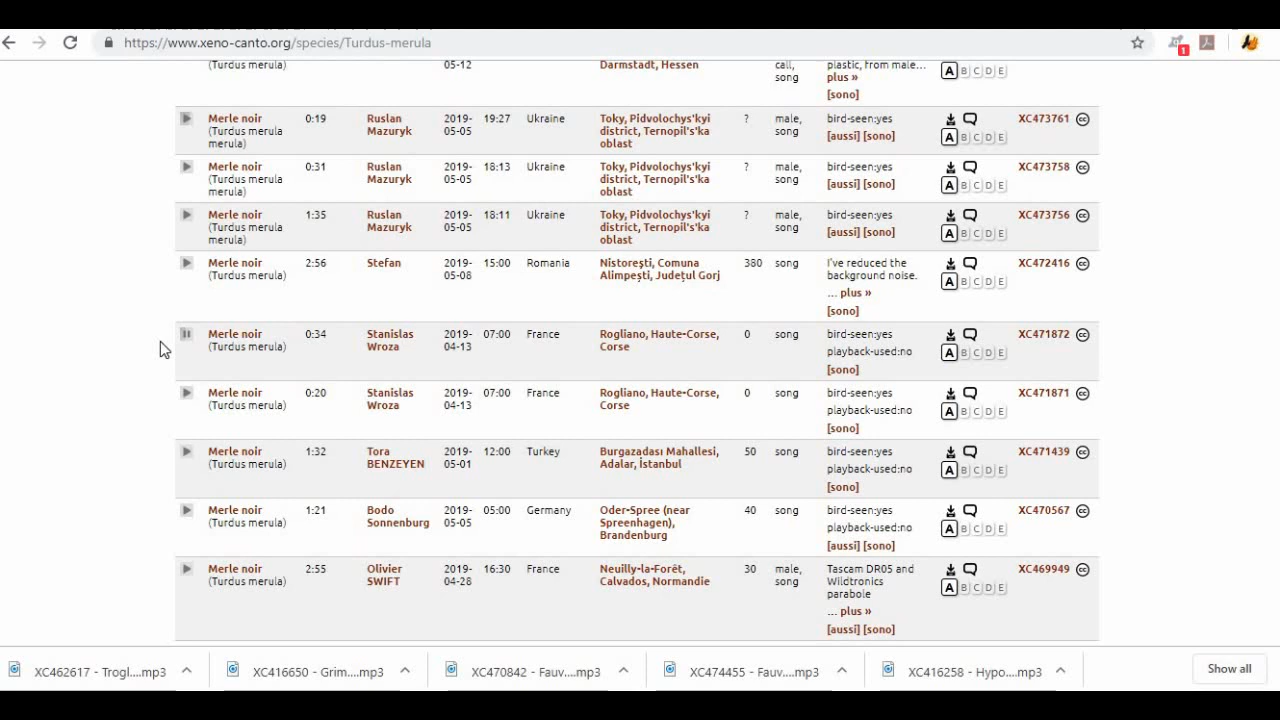 https://www.xeno-canto.org/species/Turdus-merula
1
(Turdus merula) 05-12 Darmstadt, Hessen call, song plastic, from male... plus » [sono] A B C D E
Merle noir (Turdus merula merula) 0:19 Ruslan Mazuryk 2019-05-05 19:27 Ukraine Toky, Pidvolochys'kyi district, Ternopil's'ka oblast ? male, song bird-seen:yes [aussi] [sono] A B C D E XC473761 cc
Merle noir (Turdus merula merula) 0:31 Ruslan Mazuryk 2019-05-05 18:13 Ukraine Toky, Pidvolochys'kyi district, Ternopil's'ka oblast ? male, song bird-seen:yes [aussi] [sono] A B C D E XC473758 cc
Merle noir (Turdus merula merula) 1:35 Ruslan Mazuryk 2019-05-05 18:11 Ukraine Toky, Pidvolochys'kyi district, Ternopil's'ka oblast ? male, song bird-seen:yes [aussi] [sono] A B C D E XC473756 cc
Merle noir (Turdus merula) 2:56 Stefan 2019-05-08 15:00 Romania Nistorești, Comuna Alimpești, Județul Gorj 380 song I've reduced the background noise. ... plus » [sono] A B C D E XC472416 cc
Merle noir (Turdus merula) 0:34 Stanislas Wroza 2019-04-13 07:00 France Rogliano, Haute-Corse, Corse 0 song bird-seen:yes playback-used:no [sono] A B C D E XC471872 cc
Merle noir (Turdus merula) 0:20 Stanislas Wroza 2019-04-13 07:00 France Rogliano, Haute-Corse, Corse 0 song bird-seen:yes playback-used:no [sono] A B C D E XC471871 cc
Merle noir (Turdus merula) 1:32 Tora BENZEYEN 2019-05-01 12:00 Turkey Burgazadası Mahallesi, Adalar, İstanbul 50 song bird-seen:yes playback-used:no [sono] A B C D E XC471439 cc
Merle noir (Turdus merula) 1:21 Bodo Sonnenburg 2019-05-05 05:00 Germany Oder-Spree (near Spreenhagen), Brandenburg 40 song bird-seen:yes playback-used:no [aussi] [sono] A B C D E XC470567 cc
Merle noir (Turdus merula) 2:55 Olivier SWIFT 2019-04-28 16:30 France Neuilly-la-Forêt, Calvados, Normandie 30 male, song Tascam DR05 and Wildtronics parabole ... plus » [aussi] [sono] A B C D E XC469949 cc
XC462617 - Trogl....mp3 XC416650 - Grim....mp3 XC470842 - Fauv....mp3 XC474455 - Fauv....mp3 XC416258 - Hypo....mp3 Show all